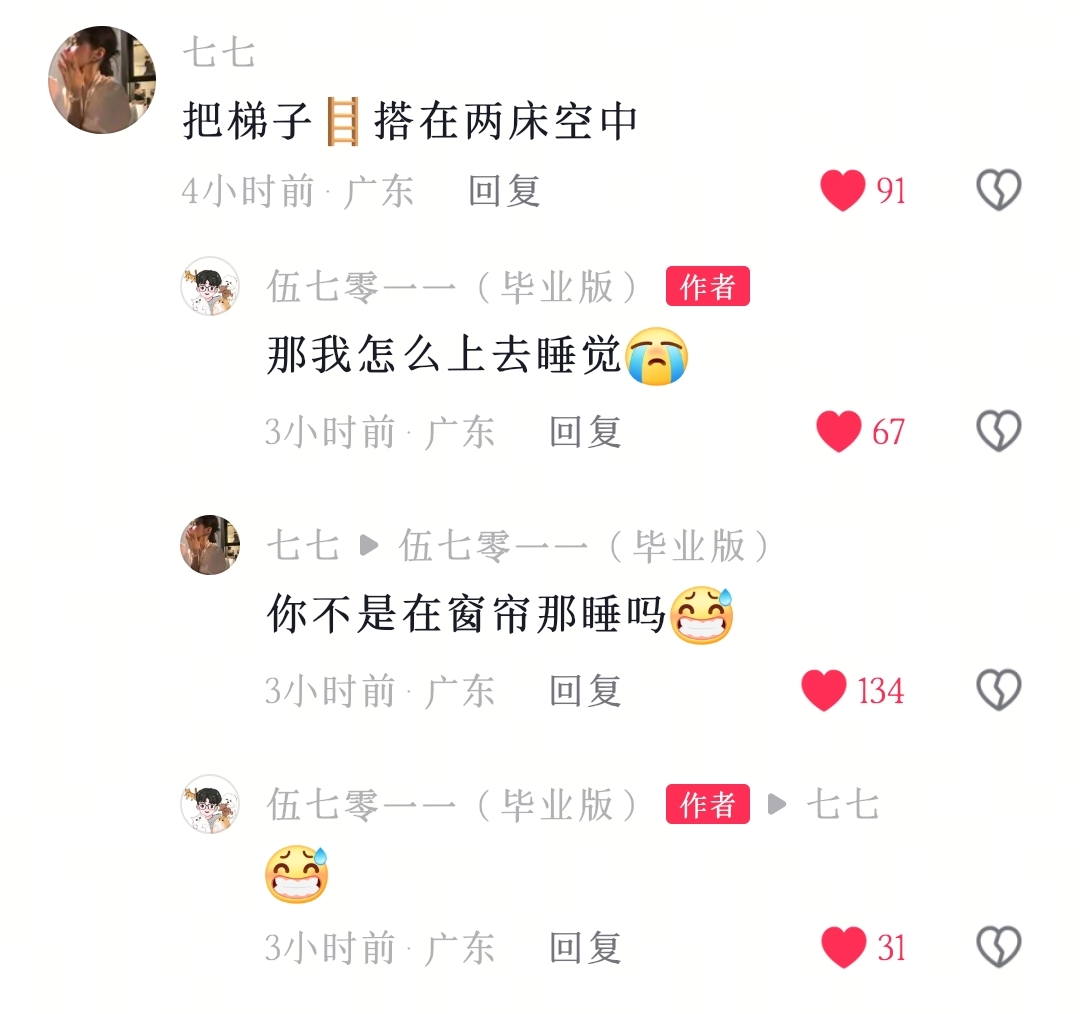 七七
把梯子🪜搭在两床空中
4小时前·广东 回复 91
伍七零一一（毕业版） 作者
那我怎么上去睡觉😭
3小时前·广东 回复 67
七七 ▶ 伍七零一一（毕业版）
你不是在窗帘那睡吗😅
3小时前·广东 回复 134
伍七零一一（毕业版） 作者 ▶ 七七
😅
3小时前·广东 回复 31